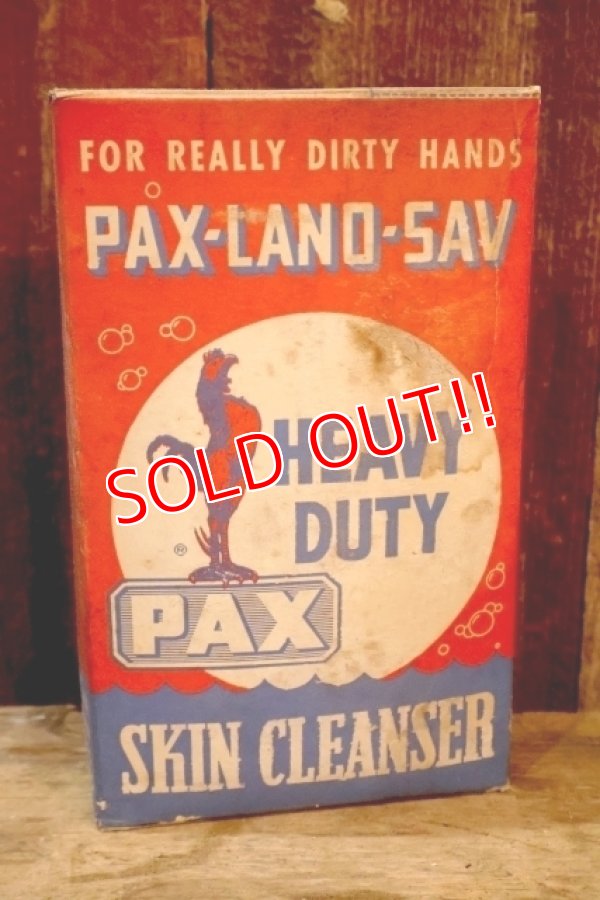 FOR REALLY DIRTY HANDS
PAX-LANO-SAV
HEAVY
DUTY
SOLD OUT!!
®
PAX
SKIN CLEANSER